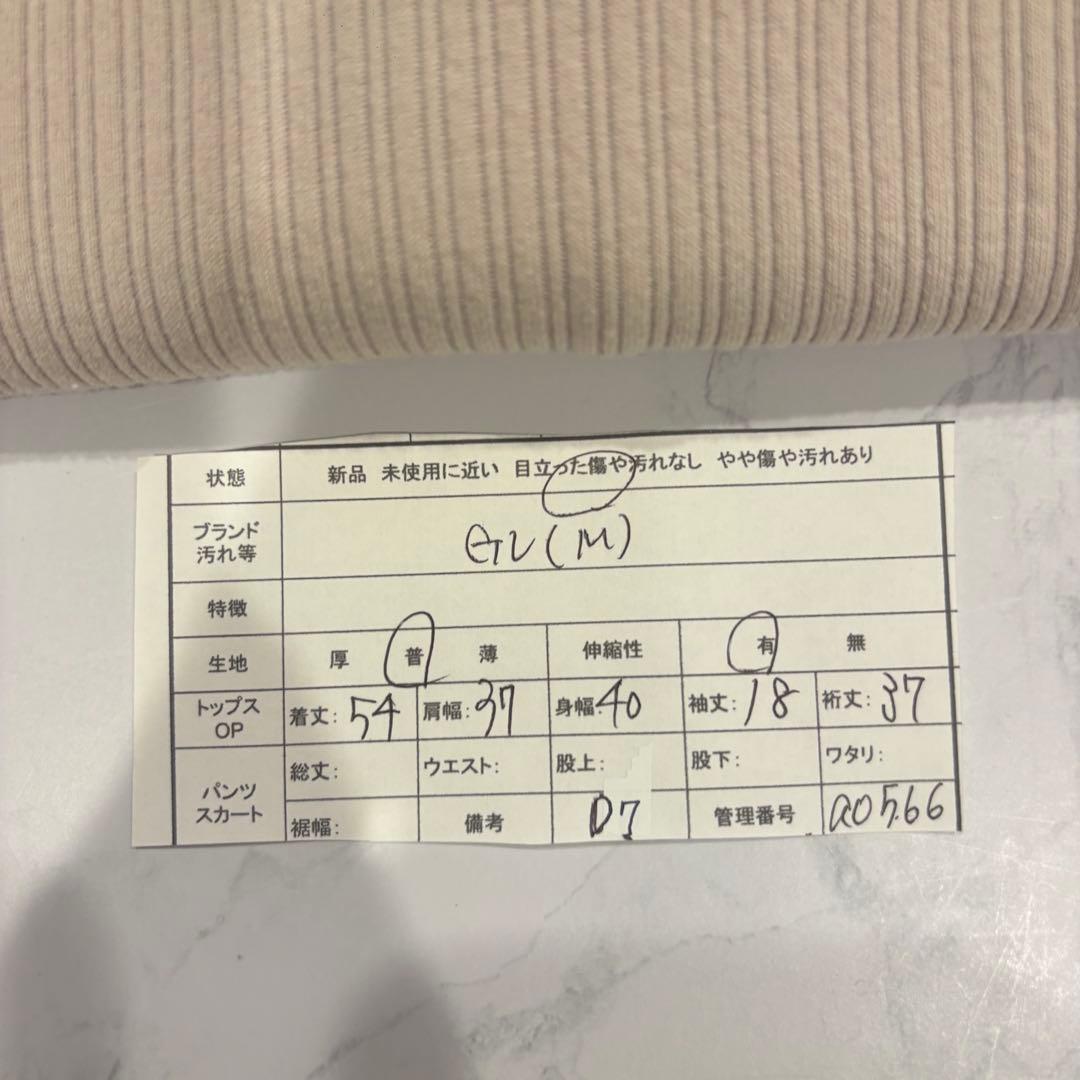 状態 新品 未使用に近い 目立った傷や汚れなし やや傷や汚れあり
ブランド
汚れ等 GU(M)
特徴
生地 厚 普 薄 伸縮性 有 無
トップス
OP 着丈:54 肩幅:37 身幅:40 袖丈:18 裄丈:37
パンツ
スカート 総丈: ウエスト: 股上: 股下: ワタリ:
裾幅: 備考 D7 管理番号 a0566